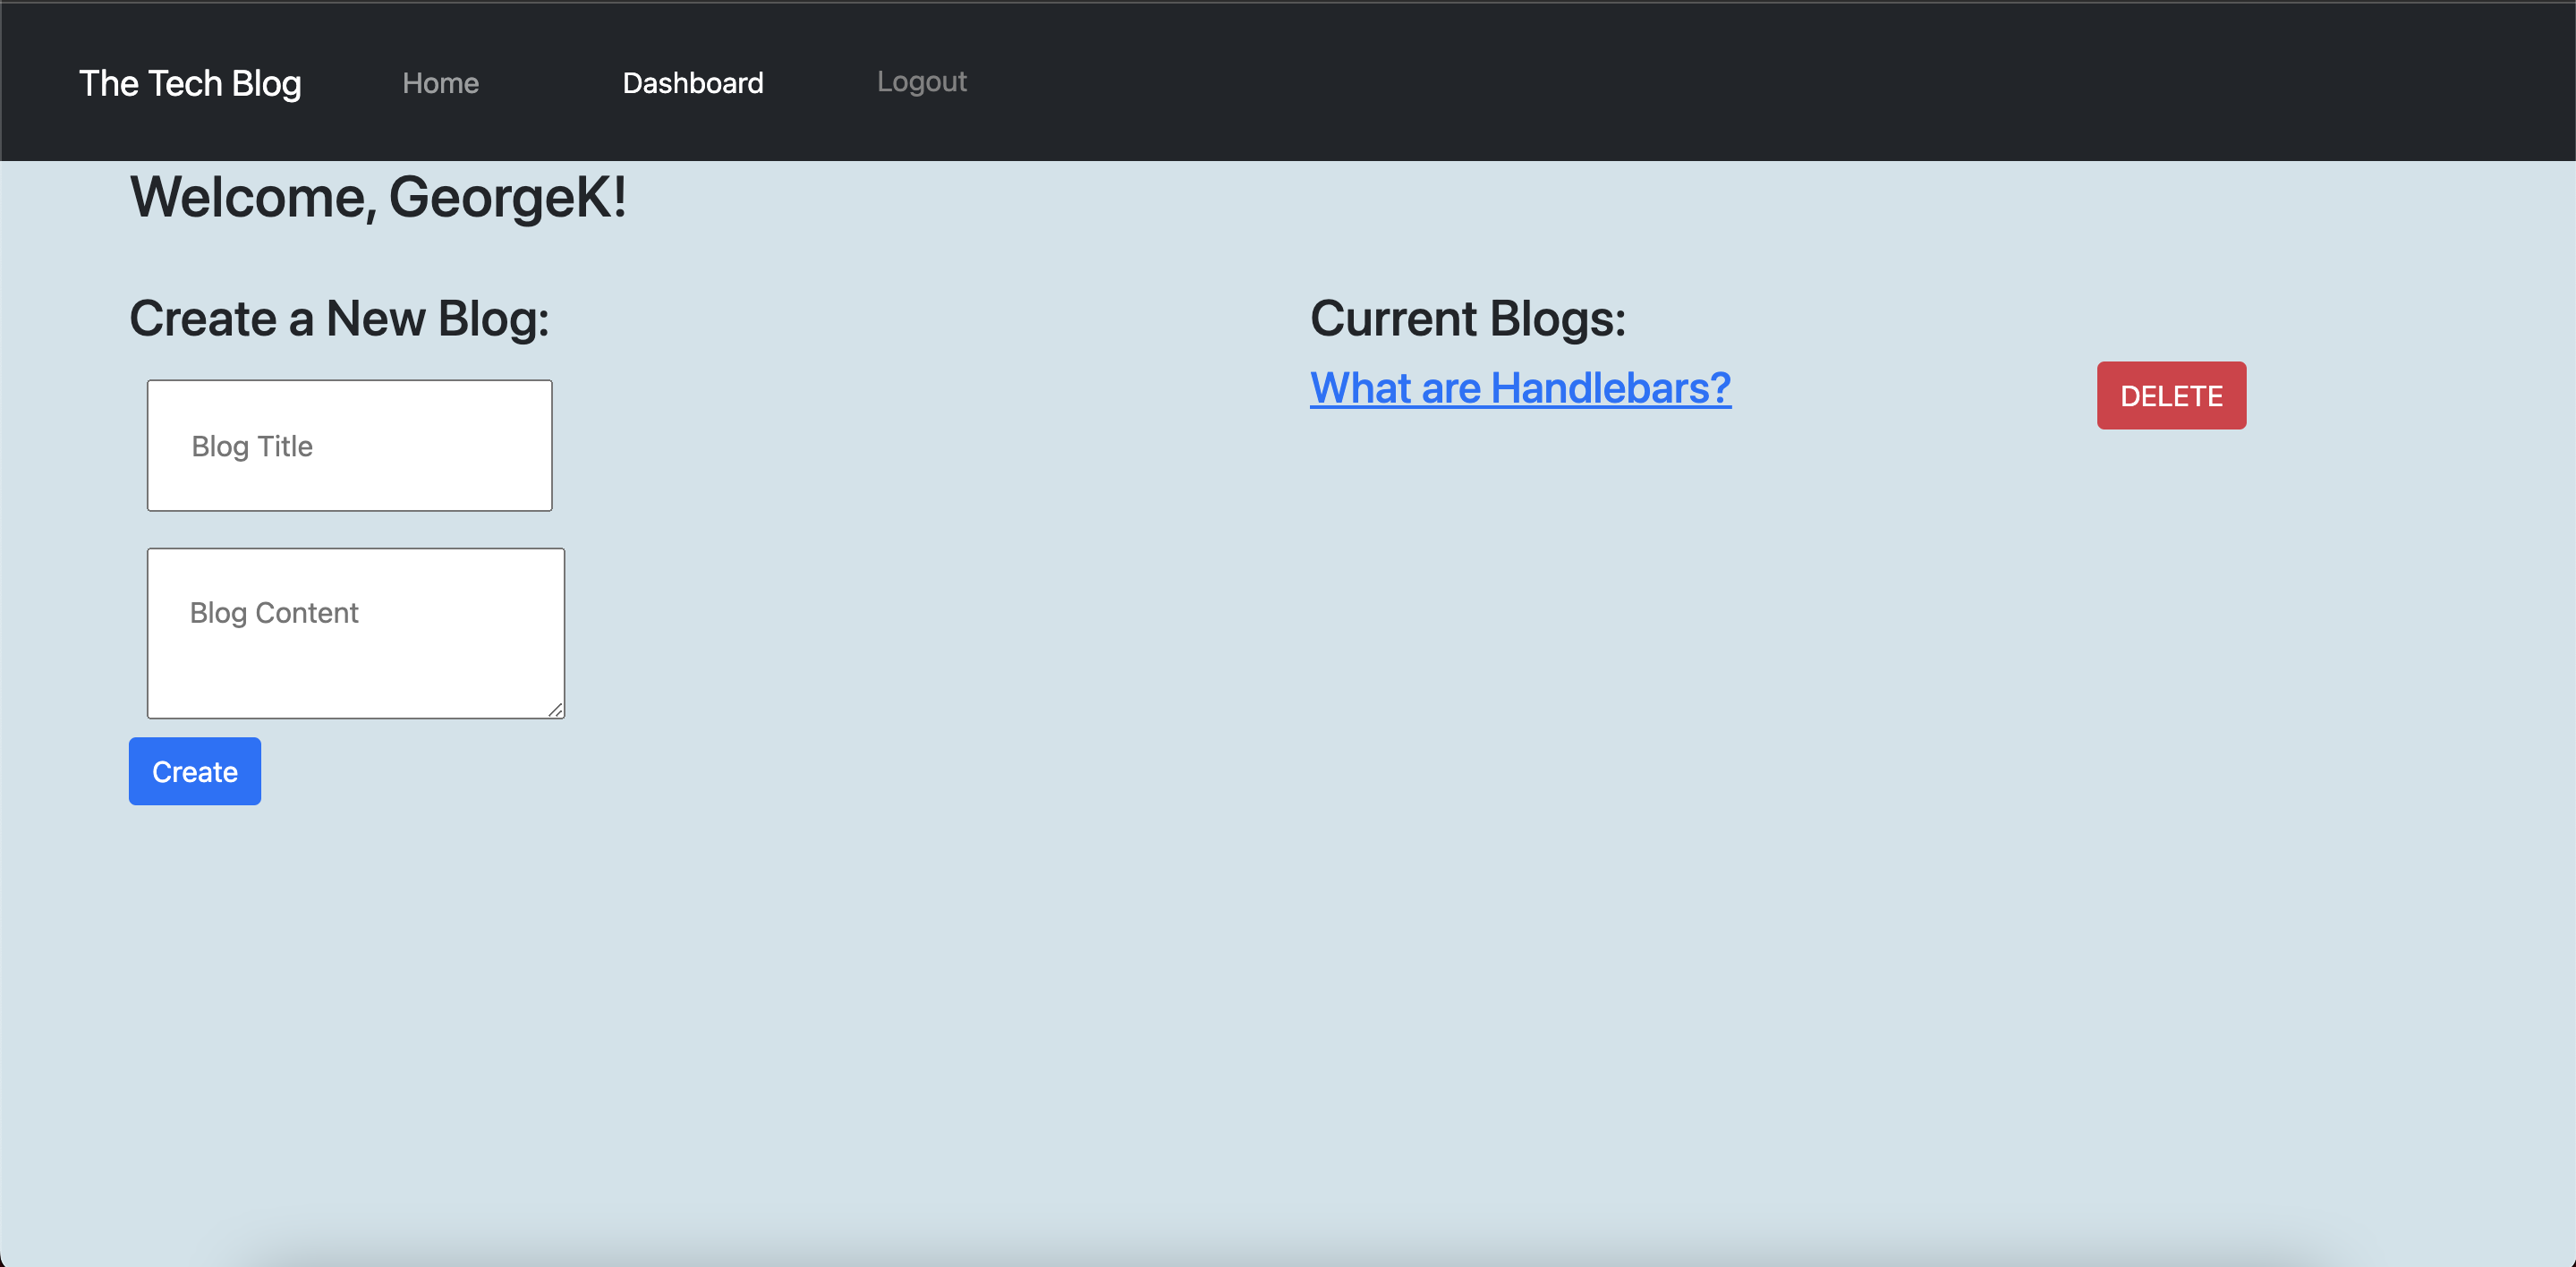 The Tech Blog Home Dashboard Logout
Welcome, GeorgeK!
Create a New Blog:
Blog Title
Blog Content
Create
Current Blogs:
What are Handlebars? DELETE